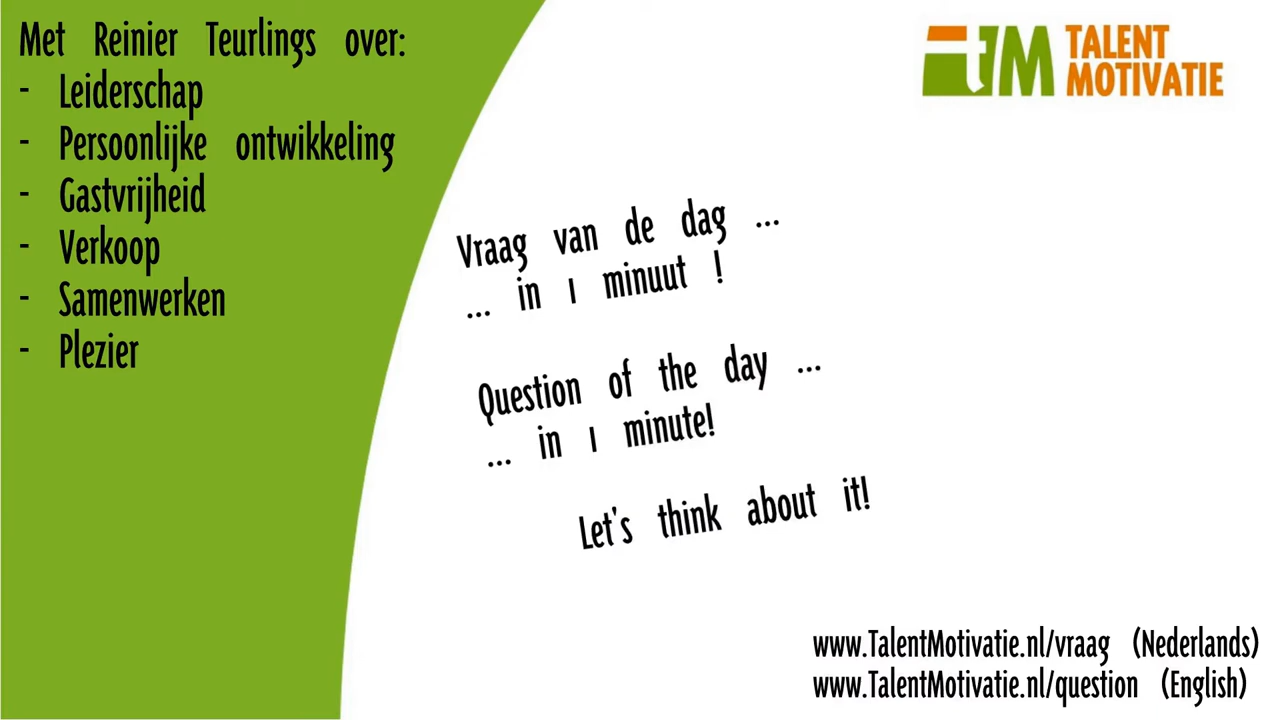 Met Reinier Teurlings over:
- Leiderschap
- Persoonlijke ontwikkeling
- Gastvrijheid
- Verkoop
- Samenwerken
- Plezier
tM TALENT
MOTIVATIE
Vraag van de dag ...
... in 1 minuut !
Question of the day ...
... in 1 minute!
Let's think about it!
www.TalentMotivatie.nl/vraag (Nederlands)
www.TalentMotivatie.nl/question (English)